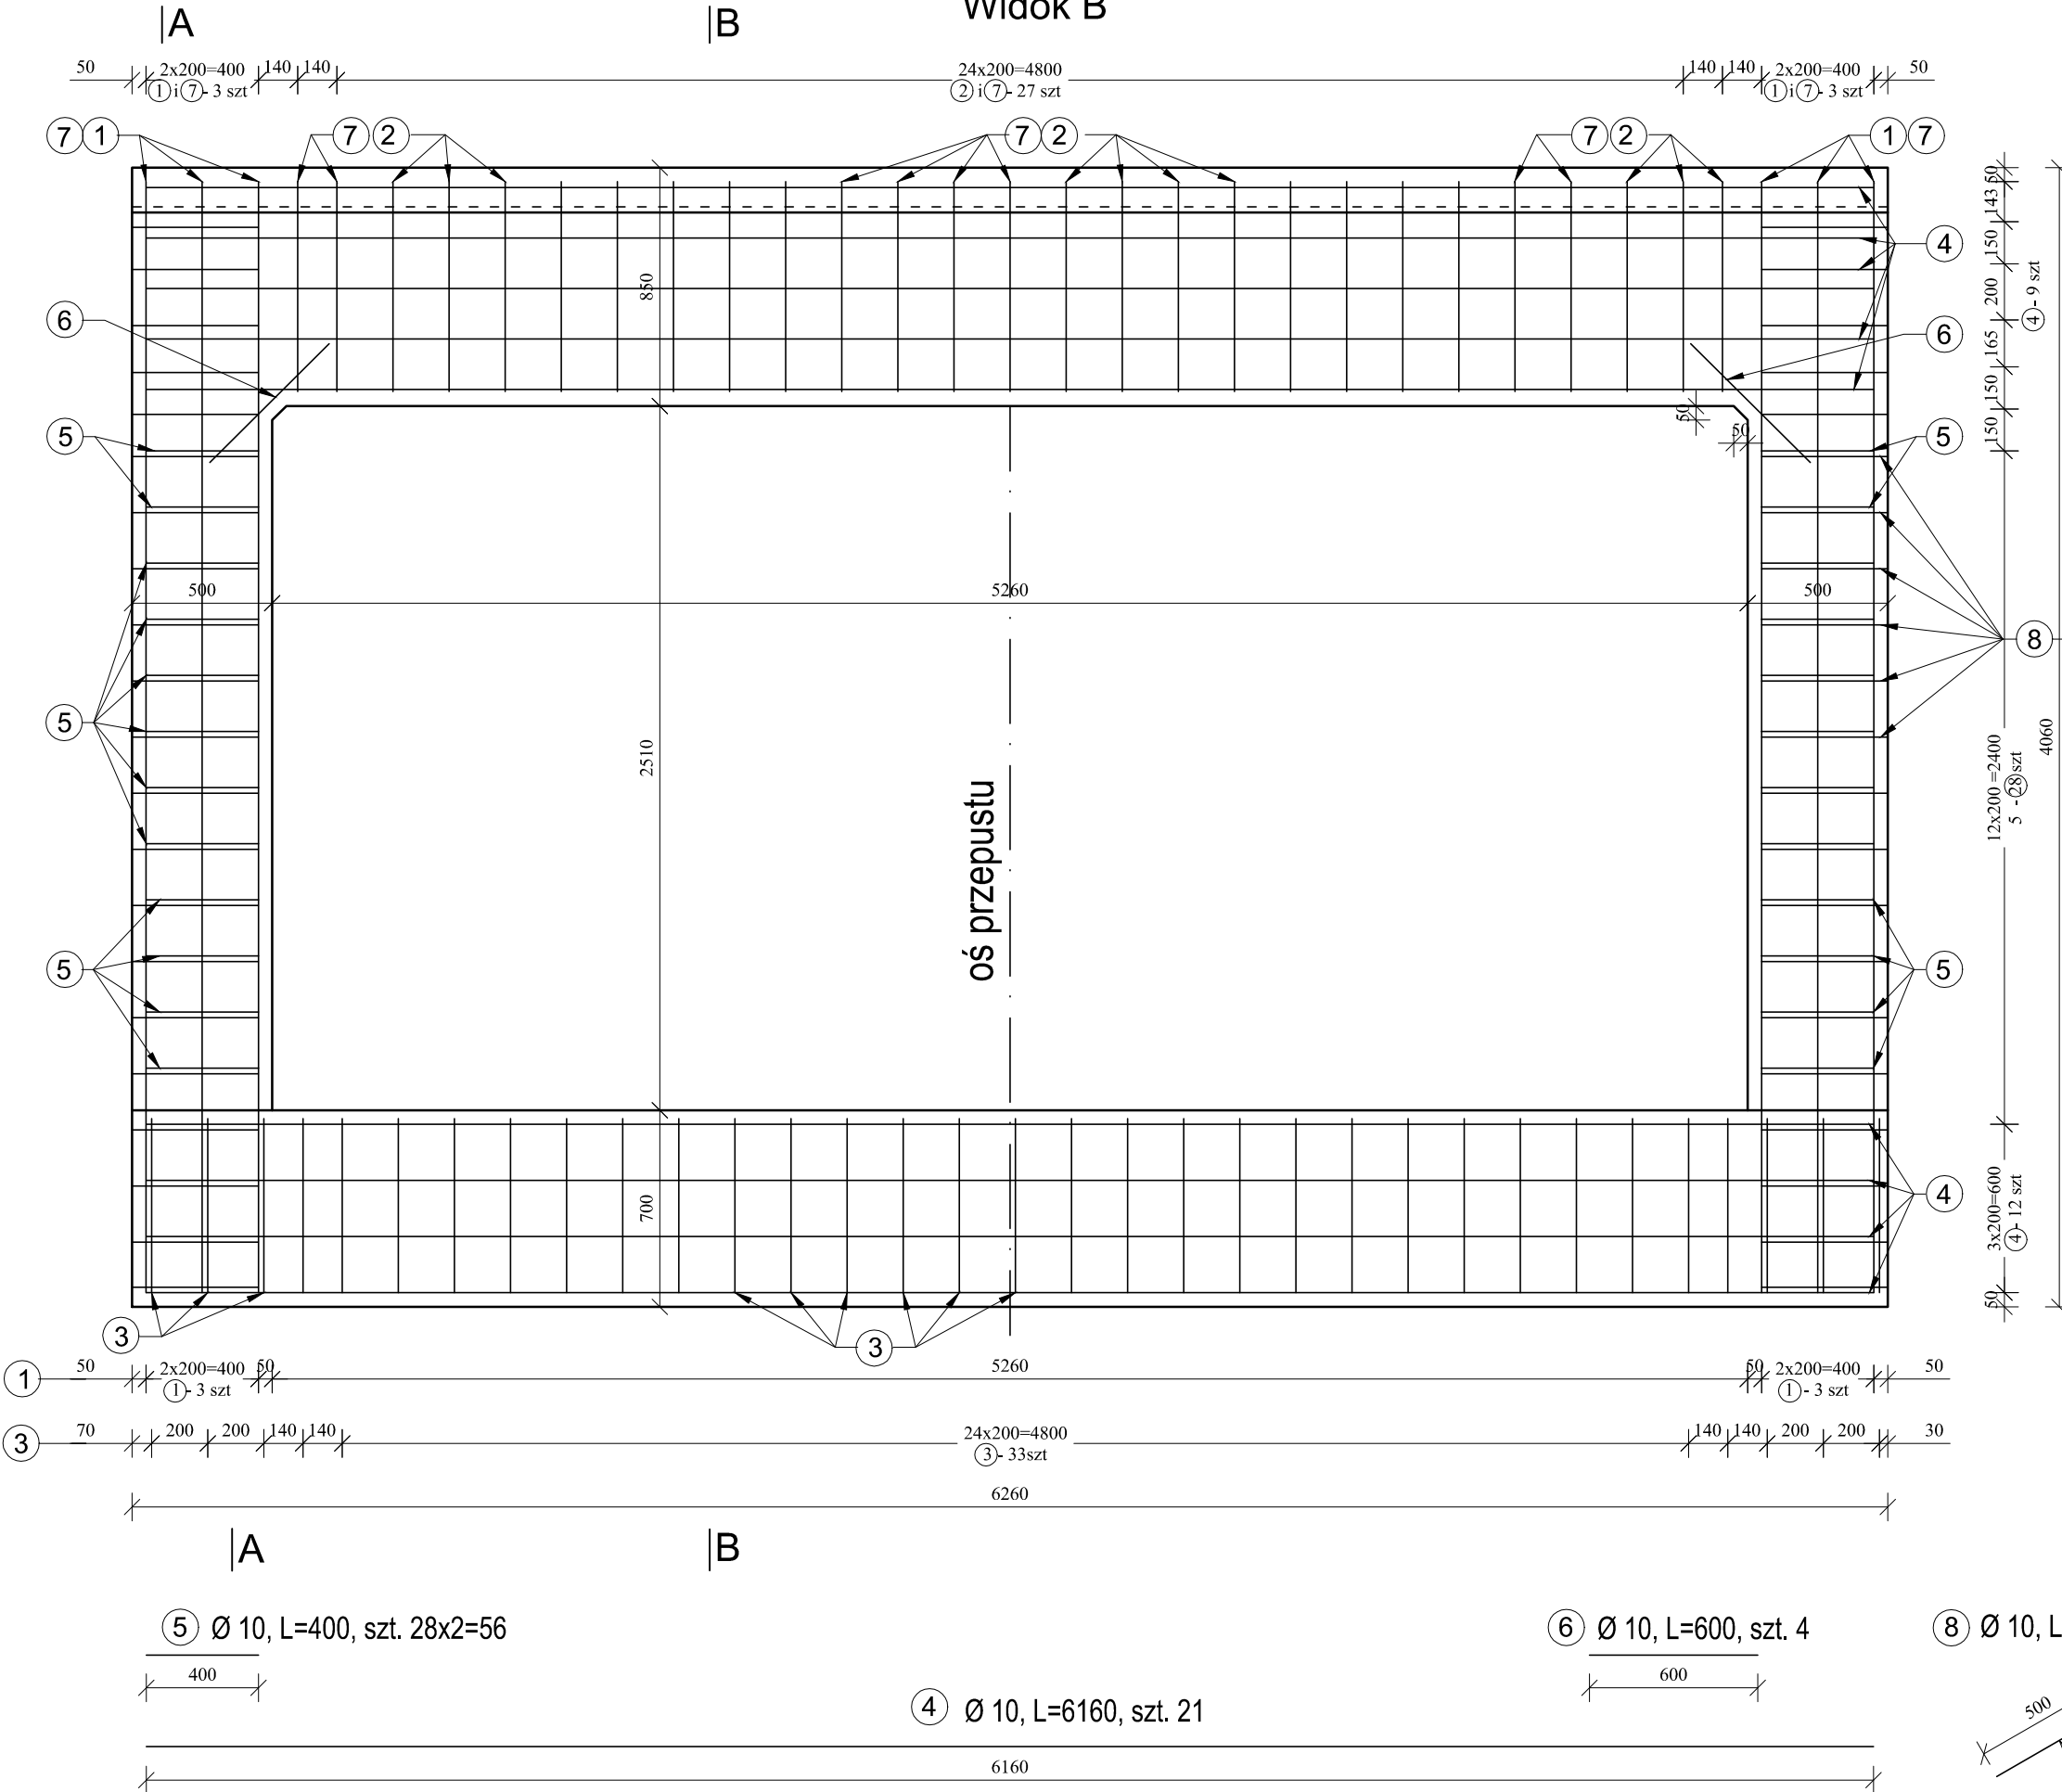 Widok B
A
B
50
2x200=400
140
140
24x200=4800
140
140
2x200=400
50
1 i 7 - 3 szt
2 i 7 - 27 szt
1 i 7 - 3 szt
7 1
7 2
7 2
7 2
1 7
50
143
150
200
165
150
150
4 - 9 szt
4
6
6
5
5
850
50
50
500
5260
500
8
5
2510
oś przepustu
12x200 =2400
5 - 28 szt
4060
5
5
700
4
3x200=600
4 - 12 szt
50
3
3
1
50
2x200=400
50
5260
50
2x200=400
50
1 - 3 szt
1 - 3 szt
3
70
200
200
140
140
24x200=4800
140
140
200
200
30
3 - 33szt
6260
A
B
5 Ø 10, L=400, szt. 28x2=56
6 Ø 10, L=600, szt. 4
8 Ø 10, L
400
600
4 Ø 10, L=6160, szt. 21
500
6160